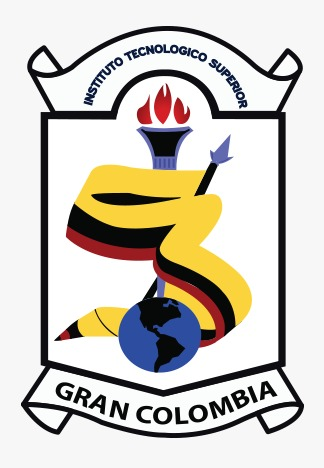 INSTITUTO TECNOLOGICO SUPERIOR
GRAN COLOMBIA